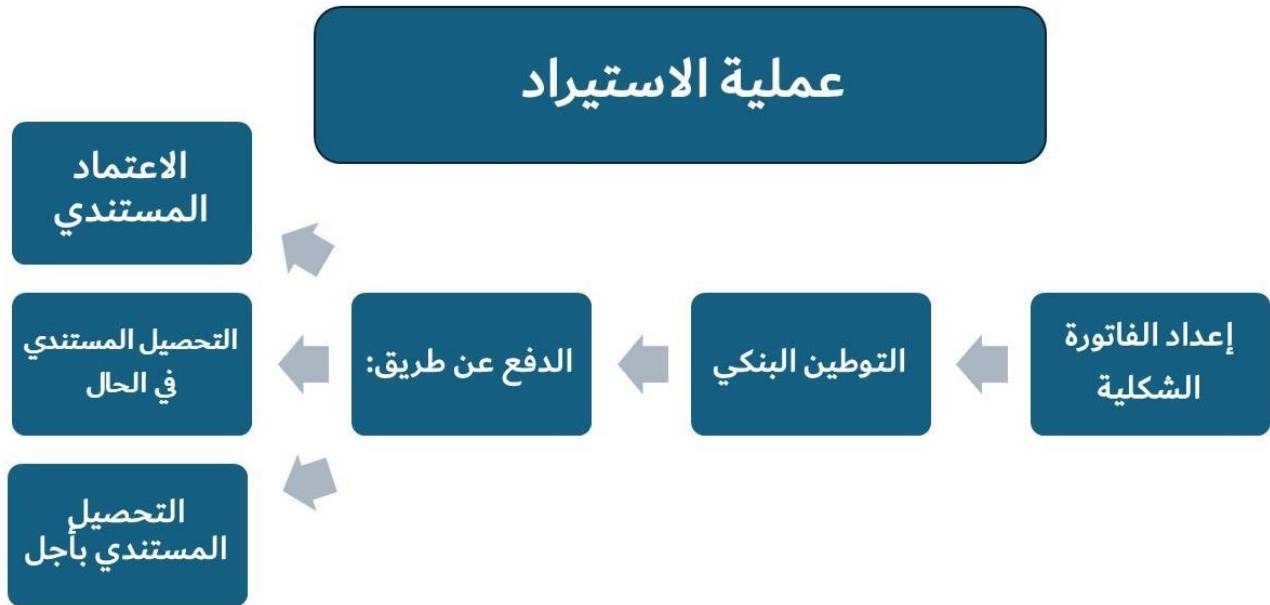 عملية الاستيراد
إعداد الفاتورة
الشكلية
التوطين البنكي
الدفع عن طريق:
الاعتماد
المستندي
التحصيل المستندي
في الحال
التحصيل
المستندي بأجل